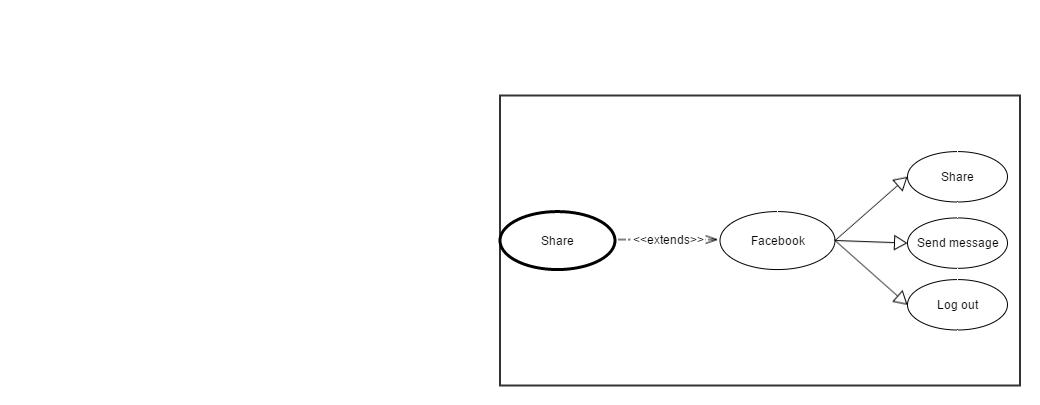 Share
<<extends>>
Facebook
Share
Send message
Log out